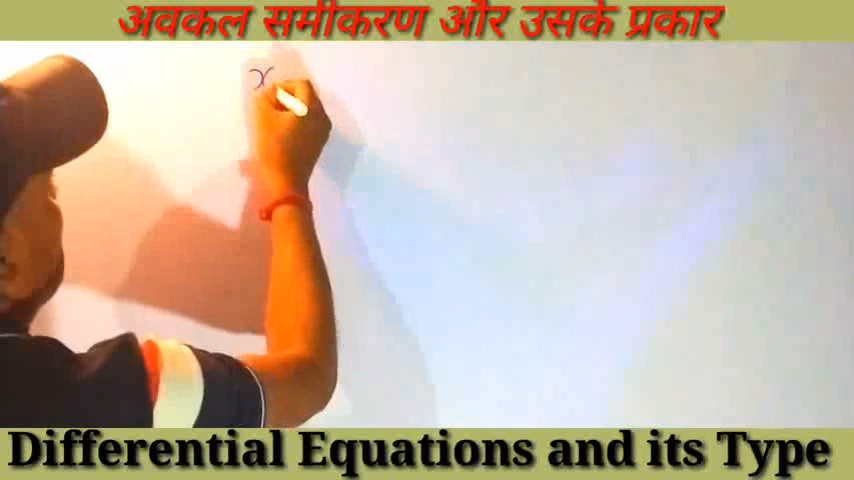 अवकल समीकरण और उसके प्रकार
x
Differential Equations and its Type